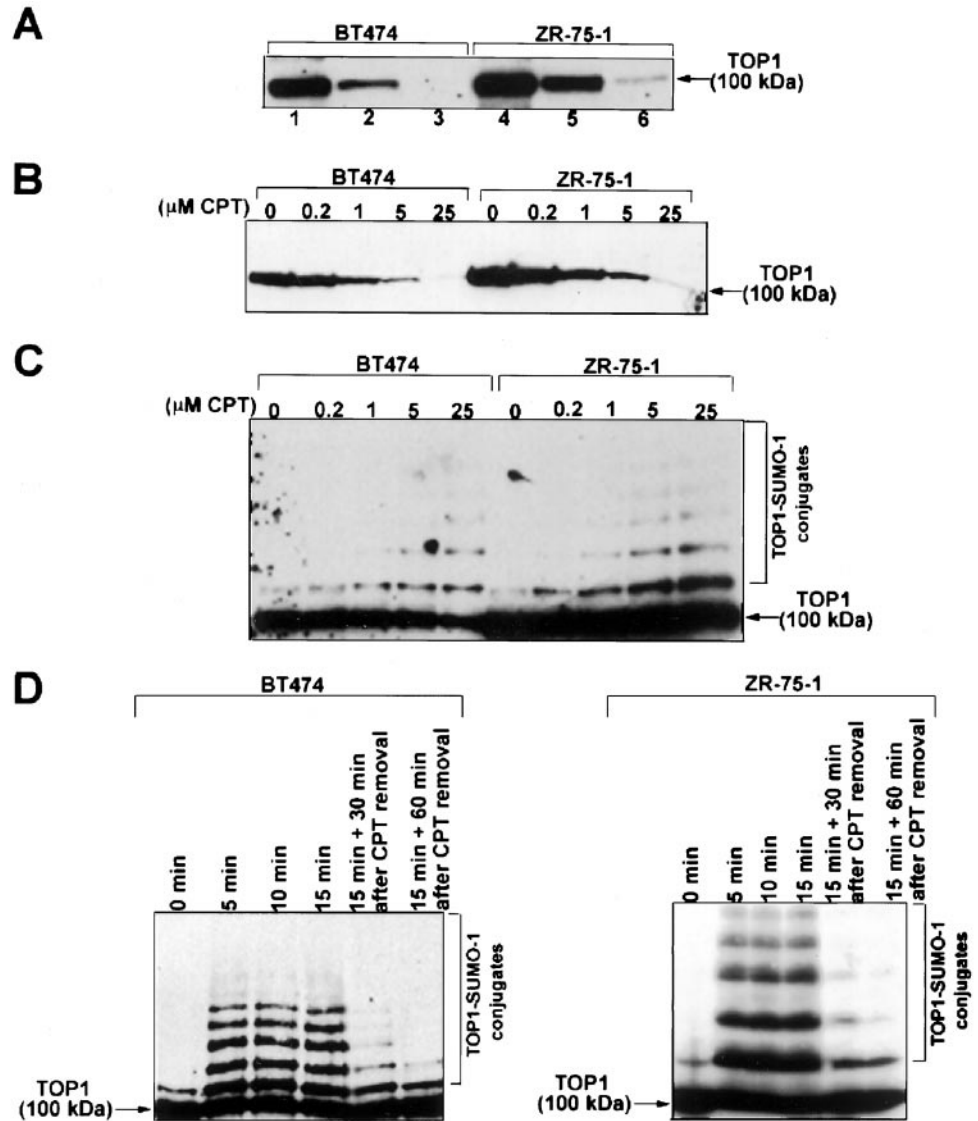 A
BT474 ZR-75-1
TOP1
(100 kDa)
1 2 3 4 5 6
B
BT474 ZR-75-1
(μM CPT) 0 0.2 1 5 25 0 0.2 1 5 25
TOP1
(100 kDa)
C
BT474 ZR-75-1
(μM CPT) 0 0.2 1 5 25 0 0.2 1 5 25
TOP1-SUMO-1
conjugates
TOP1
(100 kDa)
D
BT474
0 min
5 min
10 min
15 min
15 min + 30 min
after CPT removal
15 min + 60 min
after CPT removal
TOP1-SUMO-1
conjugates
TOP1
(100 kDa)
ZR-75-1
0 min
5 min
10 min
15 min
15 min + 30 min
after CPT removal
15 min + 60 min
after CPT removal
TOP1-SUMO-1
conjugates
TOP1
(100 kDa)